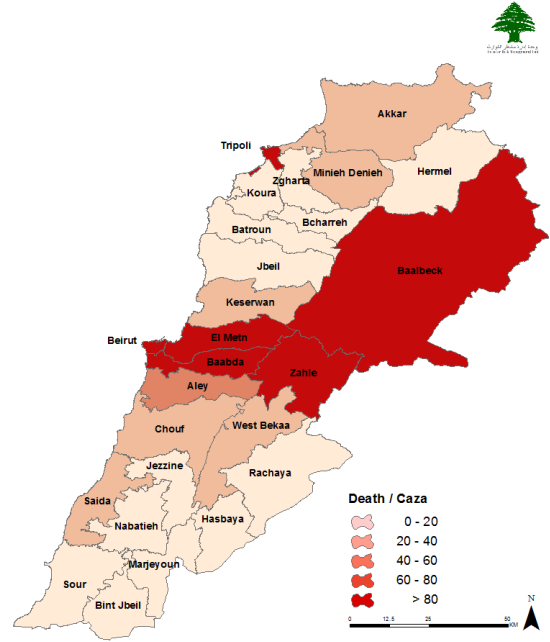 Akkar
Tripoli
Minieh Denieh
Hermel
Zgharta
Koura
Bcharreh
Batroun
Jbeil
Baalbeck
Keserwan
El Metn
Beirut
Baabda
Zahle
Aley
Chouf
West Bekaa
Jezzine
Rachaya
Saida
Hasbaya
Nabatieh
Marjeyoun
Sour
Bint Jbeil
Death / Caza
0 - 20
20 - 40
40 - 60
60 - 80
> 80
N
0 12.5 25 50
KM